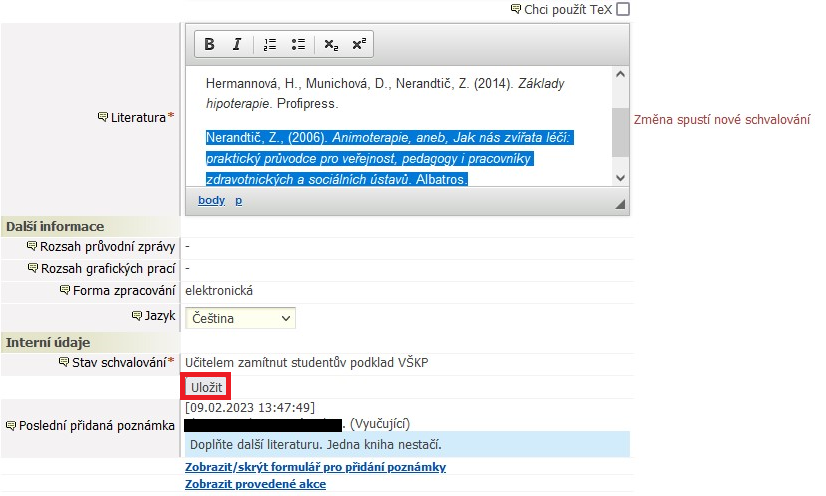 Chci použít TeX
B I x₂ x²
Hermannová, H., Munichová, D., Nerandtič, Z. (2014). Základy
hipoterapie. Profipress.
Literatura*
Změna spustí nové schvalování
Nerandtič, Z., (2006). Animoterapie, aneb, Jak nás zvířata léčí:
praktický průvodce pro veřejnost, pedagogy i pracovníky
zdravotnických a sociálních ústavů. Albatros.
body p
Další informace
Rozsah průvodní zprávy -
Rozsah grafických prací -
Forma zpracování elektronická
Jazyk Čeština
Interní údaje
Stav schvalování* Učitelem zamítnut studentův podklad VŠKP
Uložit
[09.02.2023 13:47:49]
Poslední přidaná poznámka . (Vyučující)
Doplňte další literaturu. Jedna kniha nestačí.
Zobrazit/skrýt formulář pro přidání poznámky
Zobrazit provedené akce